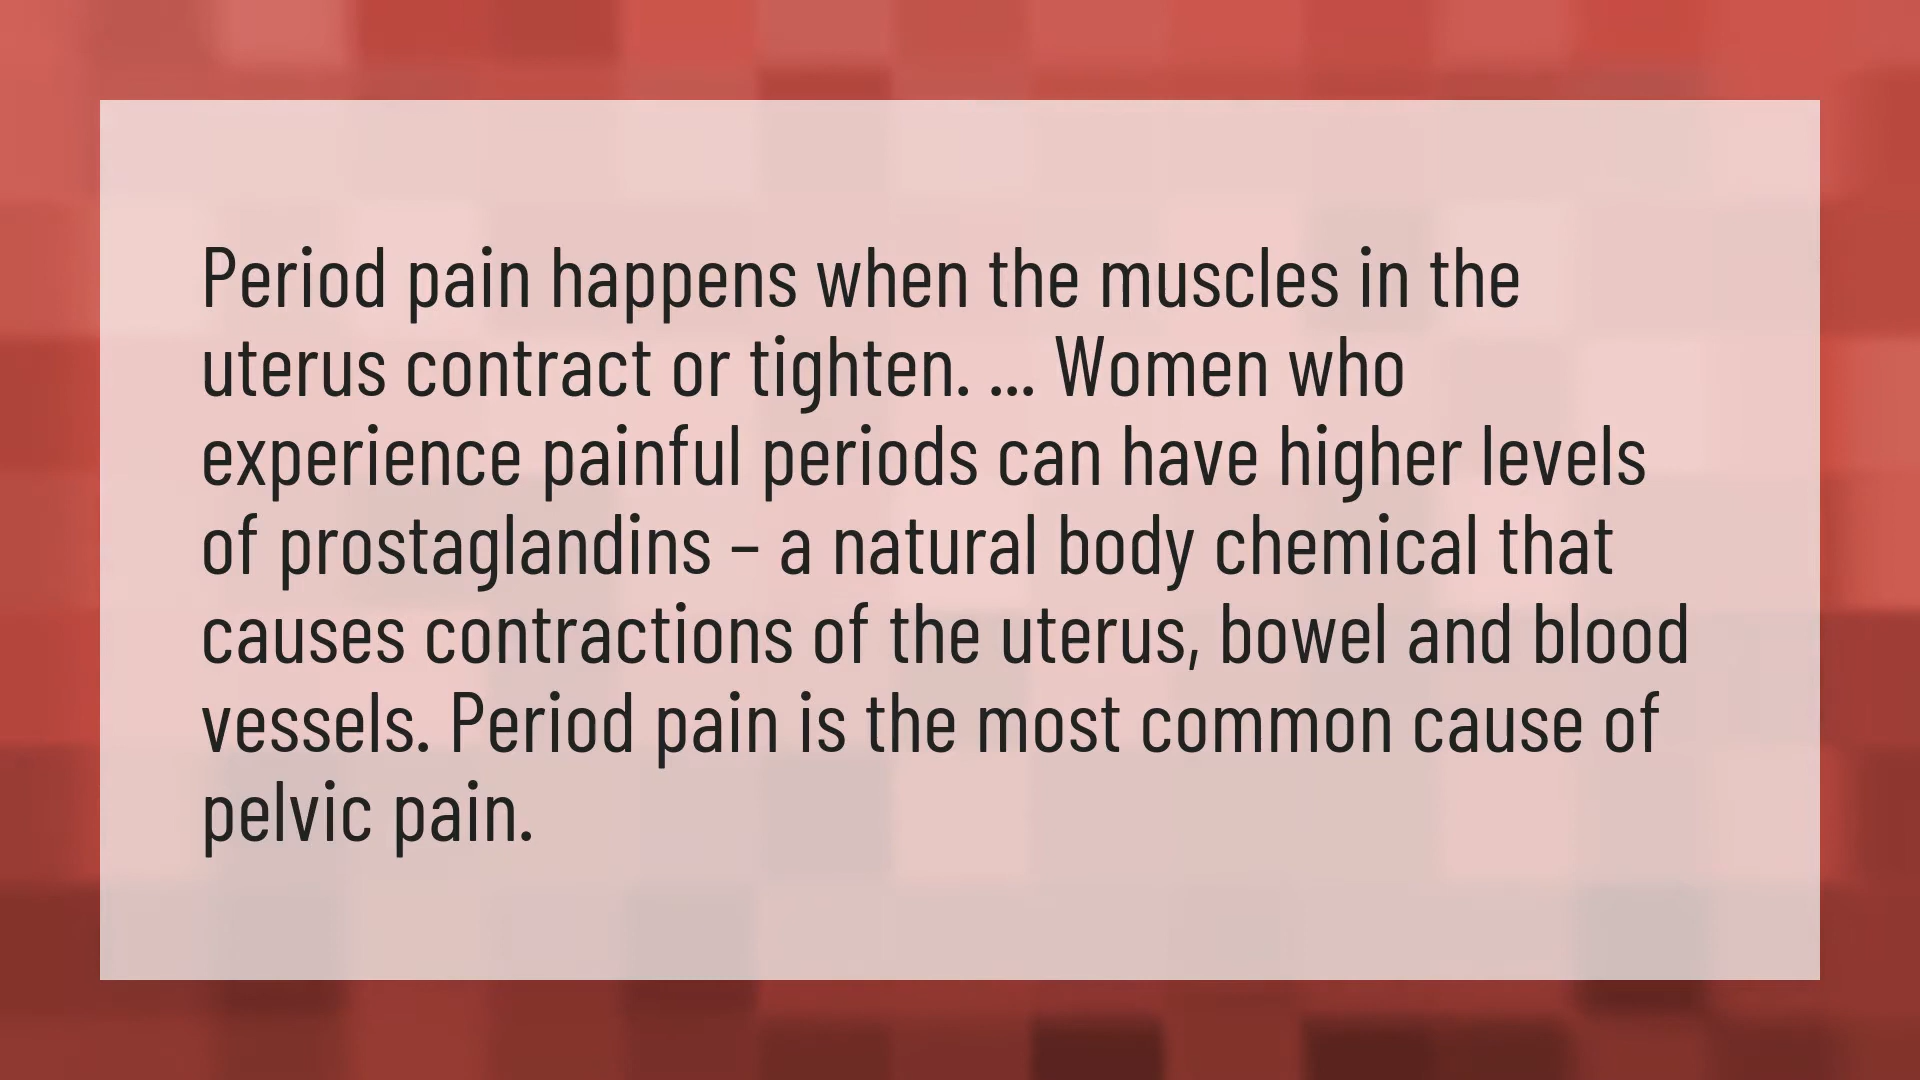 Period pain happens when the muscles in the
uterus contract or tighten. ... Women who
experience painful periods can have higher levels
of prostaglandins – a natural body chemical that
causes contractions of the uterus, bowel and blood
vessels. Period pain is the most common cause of
pelvic pain.